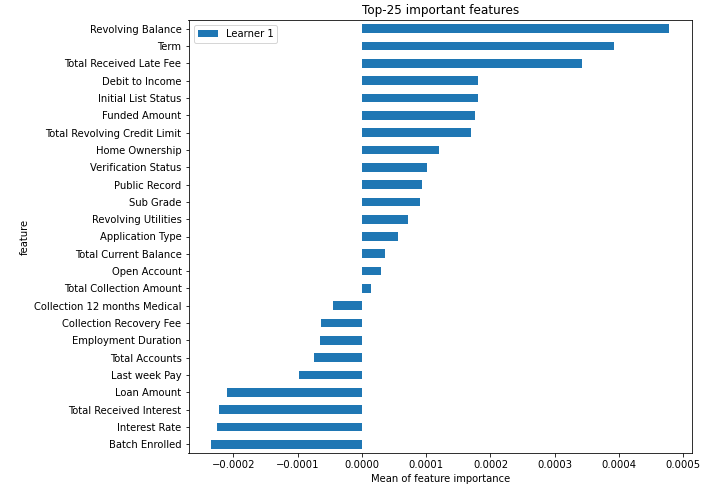 Top-25 important features
Learner 1
feature
Revolving Balance
Term
Total Received Late Fee
Debit to Income
Initial List Status
Funded Amount
Total Revolving Credit Limit
Home Ownership
Verification Status
Public Record
Sub Grade
Revolving Utilities
Application Type
Total Current Balance
Open Account
Total Collection Amount
Collection 12 months Medical
Collection Recovery Fee
Employment Duration
Total Accounts
Last week Pay
Loan Amount
Total Received Interest
Interest Rate
Batch Enrolled
−0.0002 −0.0001 0.0000 0.0001 0.0002 0.0003 0.0004 0.0005
Mean of feature importance